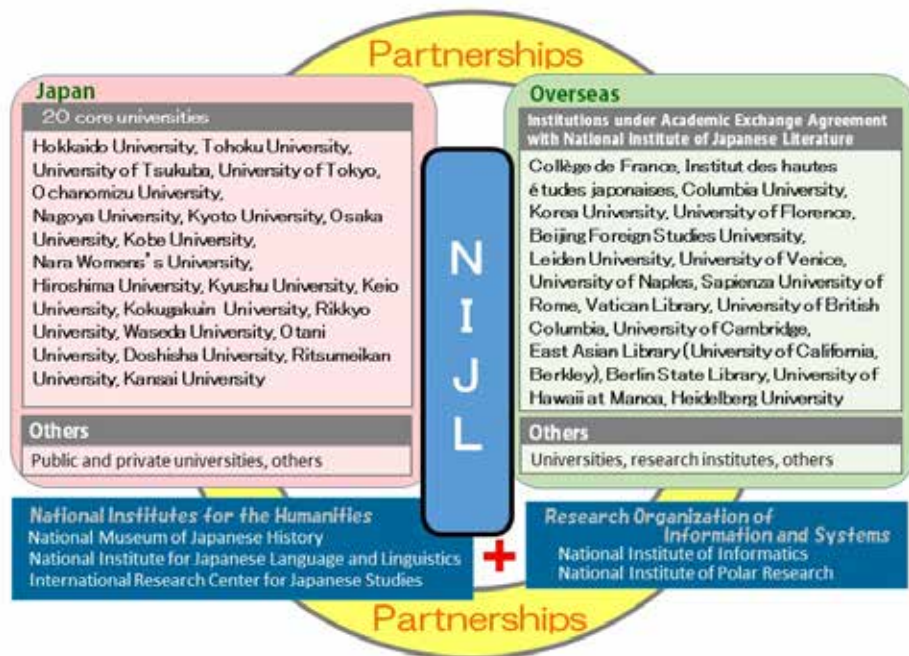 Partnerships
Japan
20 core universities
Hokkaido University, Tohoku University,
University of Tsukuba, University of Tokyo,
Ochanomizu University,
Nagoya University, Kyoto University, Osaka
University, Kobe University,
Nara Womens's University,
Hiroshima University, Kyushu University, Keio
University, Kokugakuin University, Rikkyo
University, Waseda University, Otani
University, Doshisha University, Ritsumeikan
University, Kansai University
Others
Public and private universities, others
NIJL
Overseas
Institutions under Academic Exchange Agreement
with National Institute of Japanese Literature
Collège de France, Institut des hautes
études japonaises, Columbia University,
Korea University, University of Florence,
Beijing Foreign Studies University,
Leiden University, University of Venice,
University of Naples, Sapienza University of
Rome, Vatican Library, University of British
Columbia, University of Cambridge,
East Asian Library (University of California,
Berkley), Berlin State Library, University of
Hawaii at Manoa, Heidelberg University
Others
Universities, research institutes, others
National Institutes for the Humanities
National Museum of Japanese History
National Institute for Japanese Language and Linguistics
International Research Center for Japanese Studies
+
Research Organization of
Information and Systems
National Institute of Informatics
National Institute of Polar Research
Partnerships